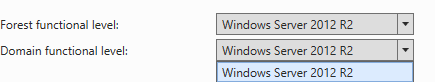 Forest functional level: Windows Server 2012 R2
Domain functional level: Windows Server 2012 R2
Windows Server 2012 R2